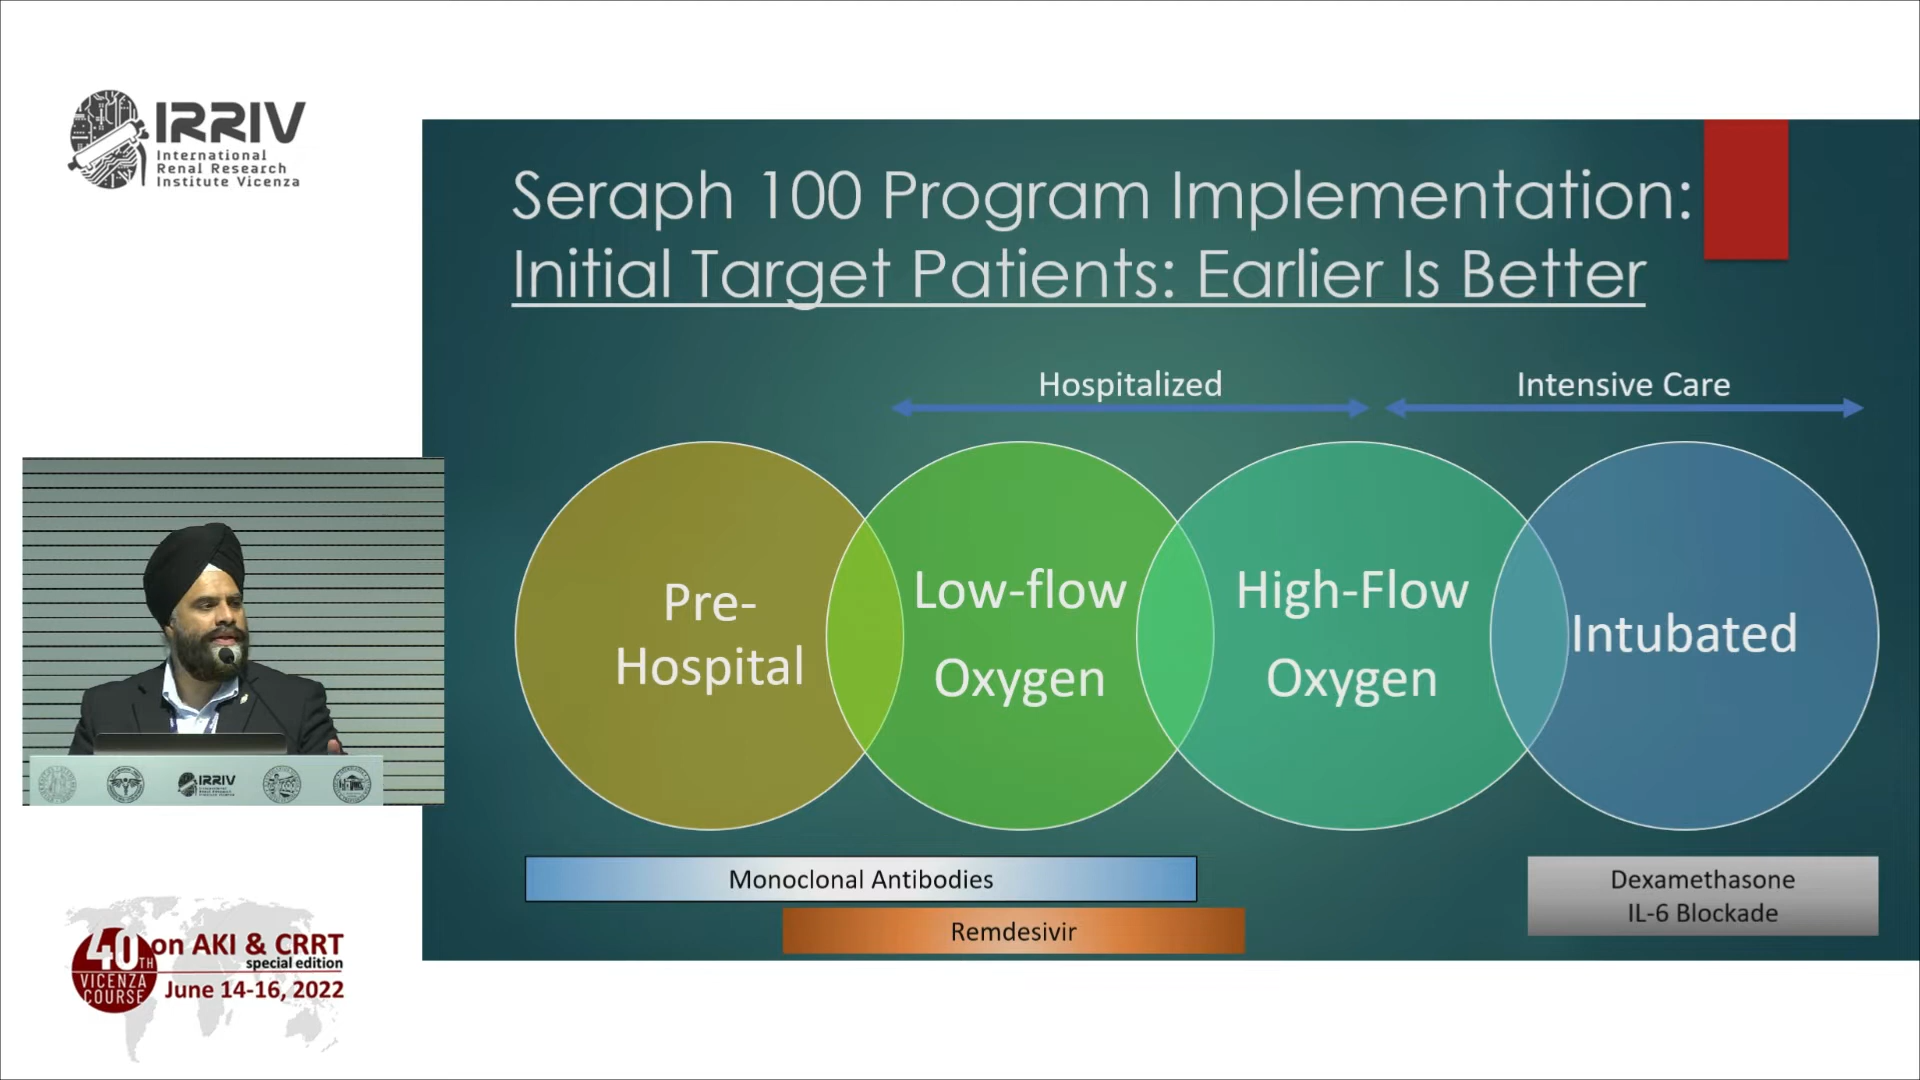 IRRIV
International
Renal Research
Institute Vicenza
Seraph 100 Program Implementation:
Initial Target Patients: Earlier Is Better
Hospitalized
Intensive Care
Pre-
Hospital
Low-flow
Oxygen
High-Flow
Oxygen
Intubated
Monoclonal Antibodies
Remdesivir
Dexamethasone
IL-6 Blockade
IRRIV
40TH
VICENZA
COURSE
on AKI & CRRT
special edition
June 14-16, 2022